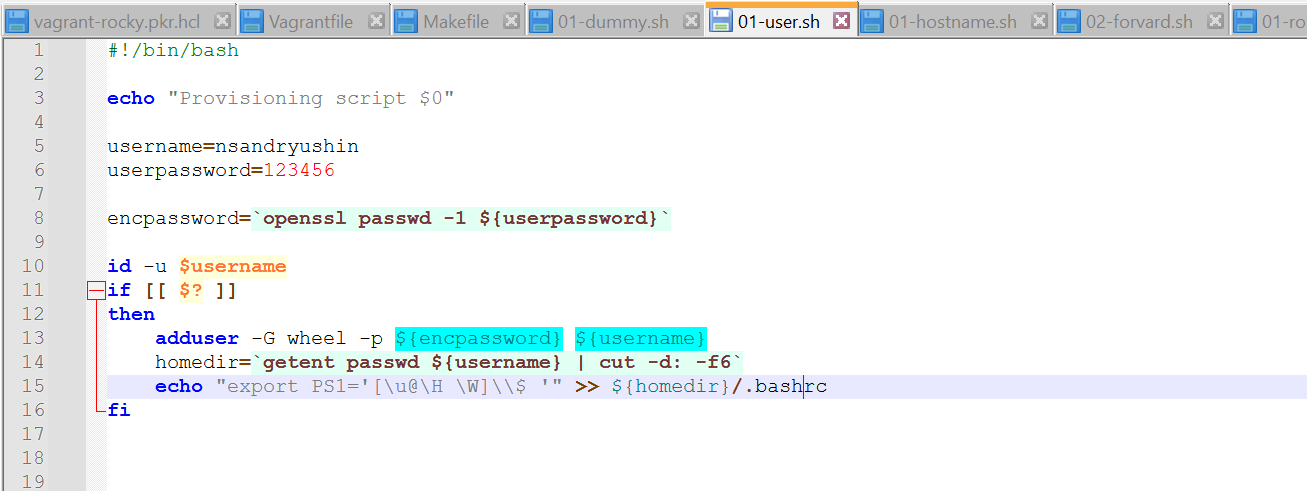 vagrant-rocky.pkr.hcl Vagrantfile Makefile 01-dummy.sh 01-user.sh 01-hostname.sh 02-forvard.sh 01-ro
1 #!/bin/bash
2
3 echo "Provisioning script $0"
4
5 username=nsandryushin
6 userpassword=123456
7
8 encpassword=`openssl passwd -1 ${userpassword}`
9
10 id -u $username
11 if [[ $? ]]
12 then
13 adduser -G wheel -p ${encpassword} ${username}
14 homedir=`getent passwd ${username} | cut -d: -f6`
15 echo "export PS1='[\u@\H \W]\\$ '" >> ${homedir}/.bashrc
16 fi
17
18
19